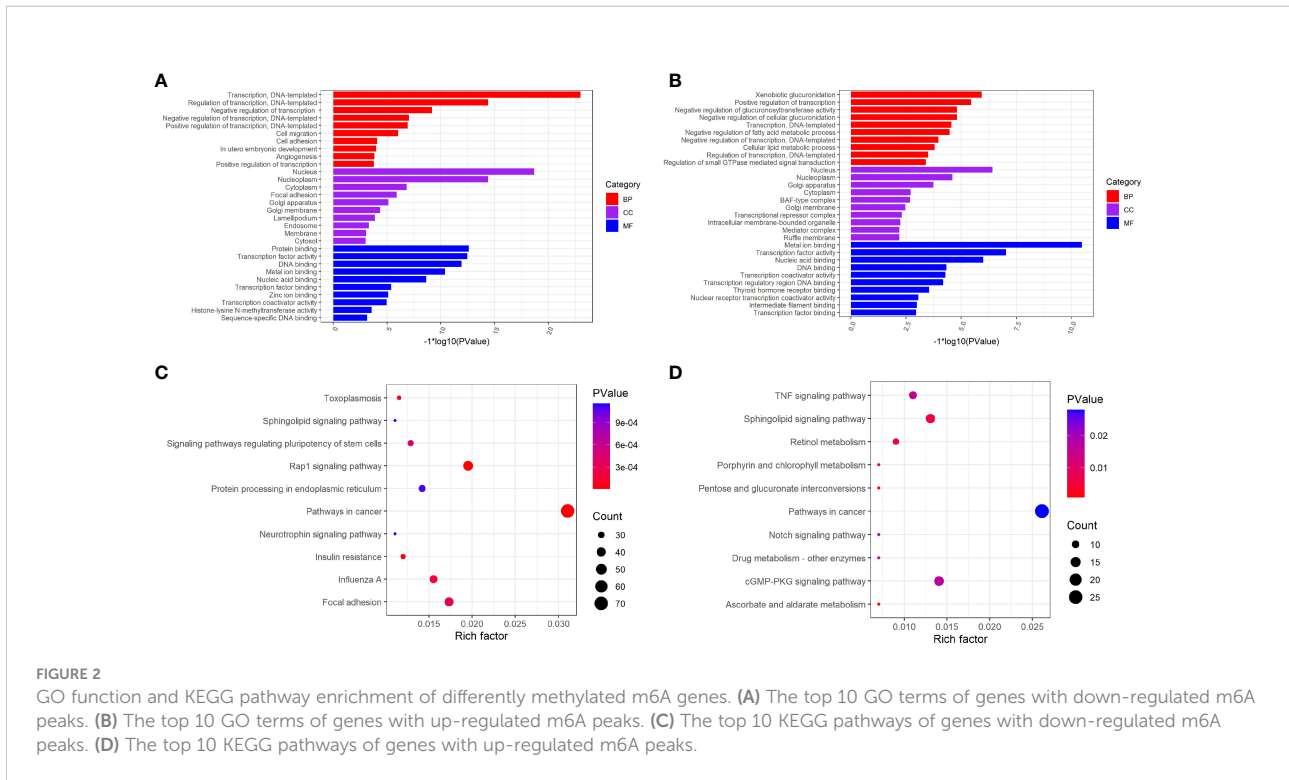 A
Transcription, DNA-templated
Regulation of transcription, DNA-templated
Negative regulation of transcription
Negative regulation of transcription, DNA-templated
Positive regulation of transcription, DNA-templated
Cell migration
Cell adhesion
In utero embryonic development
Angiogenesis
Positive regulation of transcription
Nucleus
Nucleoplasm
Cytoplasm
Focal adhesion
Golgi apparatus
Golgi membrane
Lamellipodium
Endosome
Membrane
Cytosol
Protein binding
Transcription factor activity
DNA binding
Metal ion binding
Nucleic acid binding
Transcription factor binding
Zinc ion binding
Transcription coactivator activity
Histone-lysine N-methyltransferase activity
Sequence-specific DNA binding
0 5 10 15 20
-1*log10(PValue)
Category
BP
CC
MF
B
Xenobiotic glucuronidation
Positive regulation of transcription
Negative regulation of glucuronosyltransferase activity
Negative regulation of cellular glucuronidation
Transcription, DNA-templated
Negative regulation of fatty acid metabolic process
Negative regulation of transcription, DNA-templated
Cellular lipid metabolic process
Regulation of transcription, DNA-templated
Regulation of small GTPase mediated signal transduction
Nucleus
Nucleoplasm
Golgi apparatus
Cytoplasm
BAF-type complex
Golgi membrane
Transcriptional repressor complex
Intracellular membrane-bounded organelle
Mediator complex
Ruffle membrane
Metal ion binding
Transcription factor activity
Nucleic acid binding
DNA binding
Transcription coactivator activity
Transcription regulatory region DNA binding
Thyroid hormone receptor binding
Nuclear receptor transcription coactivator activity
Intermediate filament binding
Transcription factor binding
0.0 2.5 5.0 7.5 10.0
-1*log10(PValue)
Category
BP
CC
MF
C
Toxoplasmosis
Sphingolipid signaling pathway
Signaling pathways regulating pluripotency of stem cells
Rap1 signaling pathway
Protein processing in endoplasmic reticulum
Pathways in cancer
Neurotrophin signaling pathway
Insulin resistance
Influenza A
Focal adhesion
0.015 0.020 0.025 0.030
Rich factor
PValue
9e-04
6e-04
3e-04
Count
30
40
50
60
70
D
TNF signaling pathway
Sphingolipid signaling pathway
Retinol metabolism
Porphyrin and chlorophyll metabolism
Pentose and glucuronate interconversions
Pathways in cancer
Notch signaling pathway
Drug metabolism - other enzymes
cGMP-PKG signaling pathway
Ascorbate and aldarate metabolism
0.010 0.015 0.020 0.025
Rich factor
PValue
0.02
0.01
Count
10
15
20
25
FIGURE 2
GO function and KEGG pathway enrichment of differently methylated m6A genes. (A) The top 10 GO terms of genes with down-regulated m6A
peaks. (B) The top 10 GO terms of genes with up-regulated m6A peaks. (C) The top 10 KEGG pathways of genes with down-regulated m6A
peaks. (D) The top 10 KEGG pathways of genes with up-regulated m6A peaks.